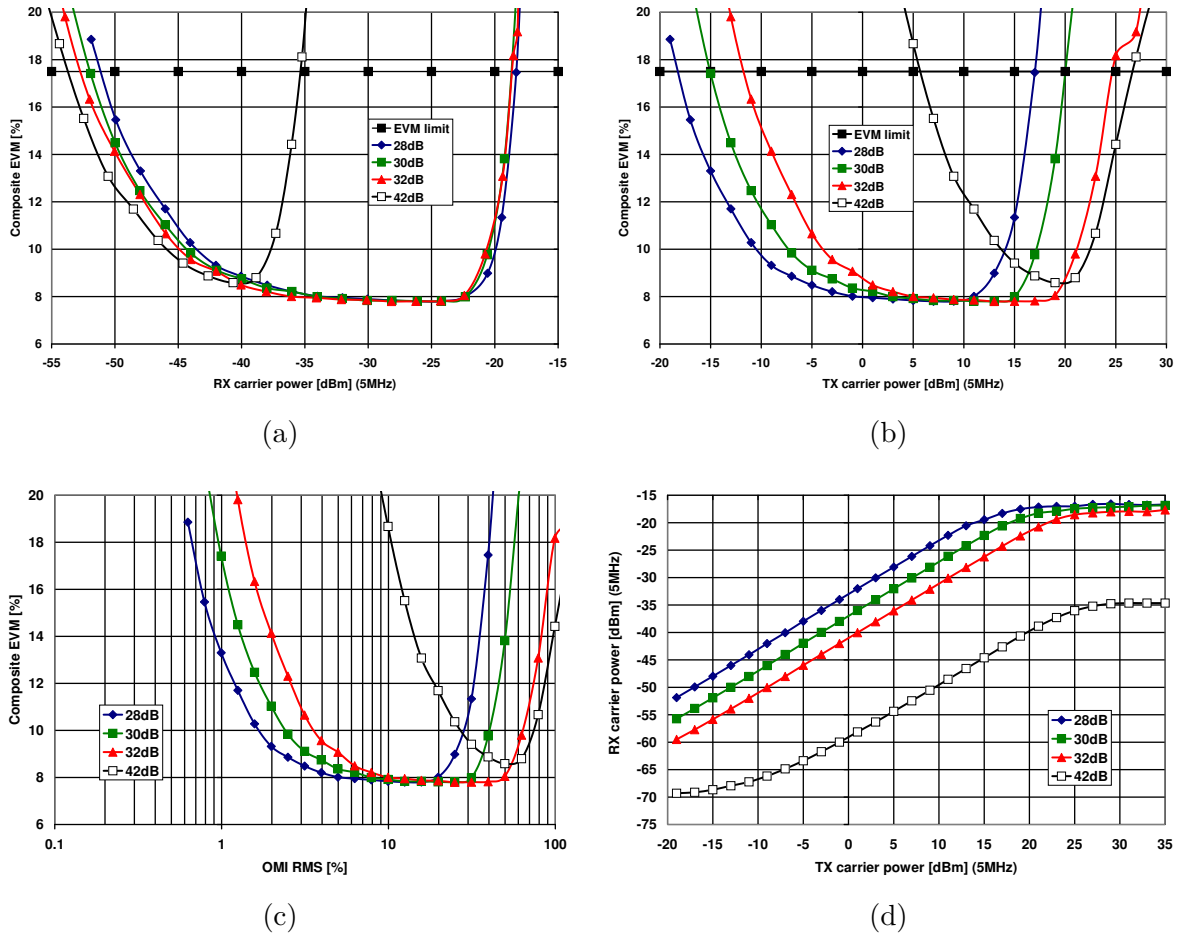 20
18
16
14
12
10
8
6
Composite EVM [%]
EVM limit
28dB
30dB
32dB
42dB
-55 -50 -45 -40 -35 -30 -25 -20 -15
RX carrier power [dBm] (5MHz)
(a)
20
18
16
14
12
10
8
6
Composite EVM [%]
EVM limit
28dB
30dB
32dB
42dB
-20 -15 -10 -5 0 5 10 15 20 25 30
TX carrier power [dBm] (5MHz)
(b)
20
18
16
14
12
10
8
6
Composite EVM [%]
28dB
30dB
32dB
42dB
0.1 1 10 100
OMI RMS [%]
(c)
-15
-20
-25
-30
-35
-40
-45
-50
-55
-60
-65
-70
-75
RX carrier power [dBm] (5MHz)
28dB
30dB
32dB
42dB
-20 -15 -10 -5 0 5 10 15 20 25 30 35
TX carrier power [dBm] (5MHz)
(d)